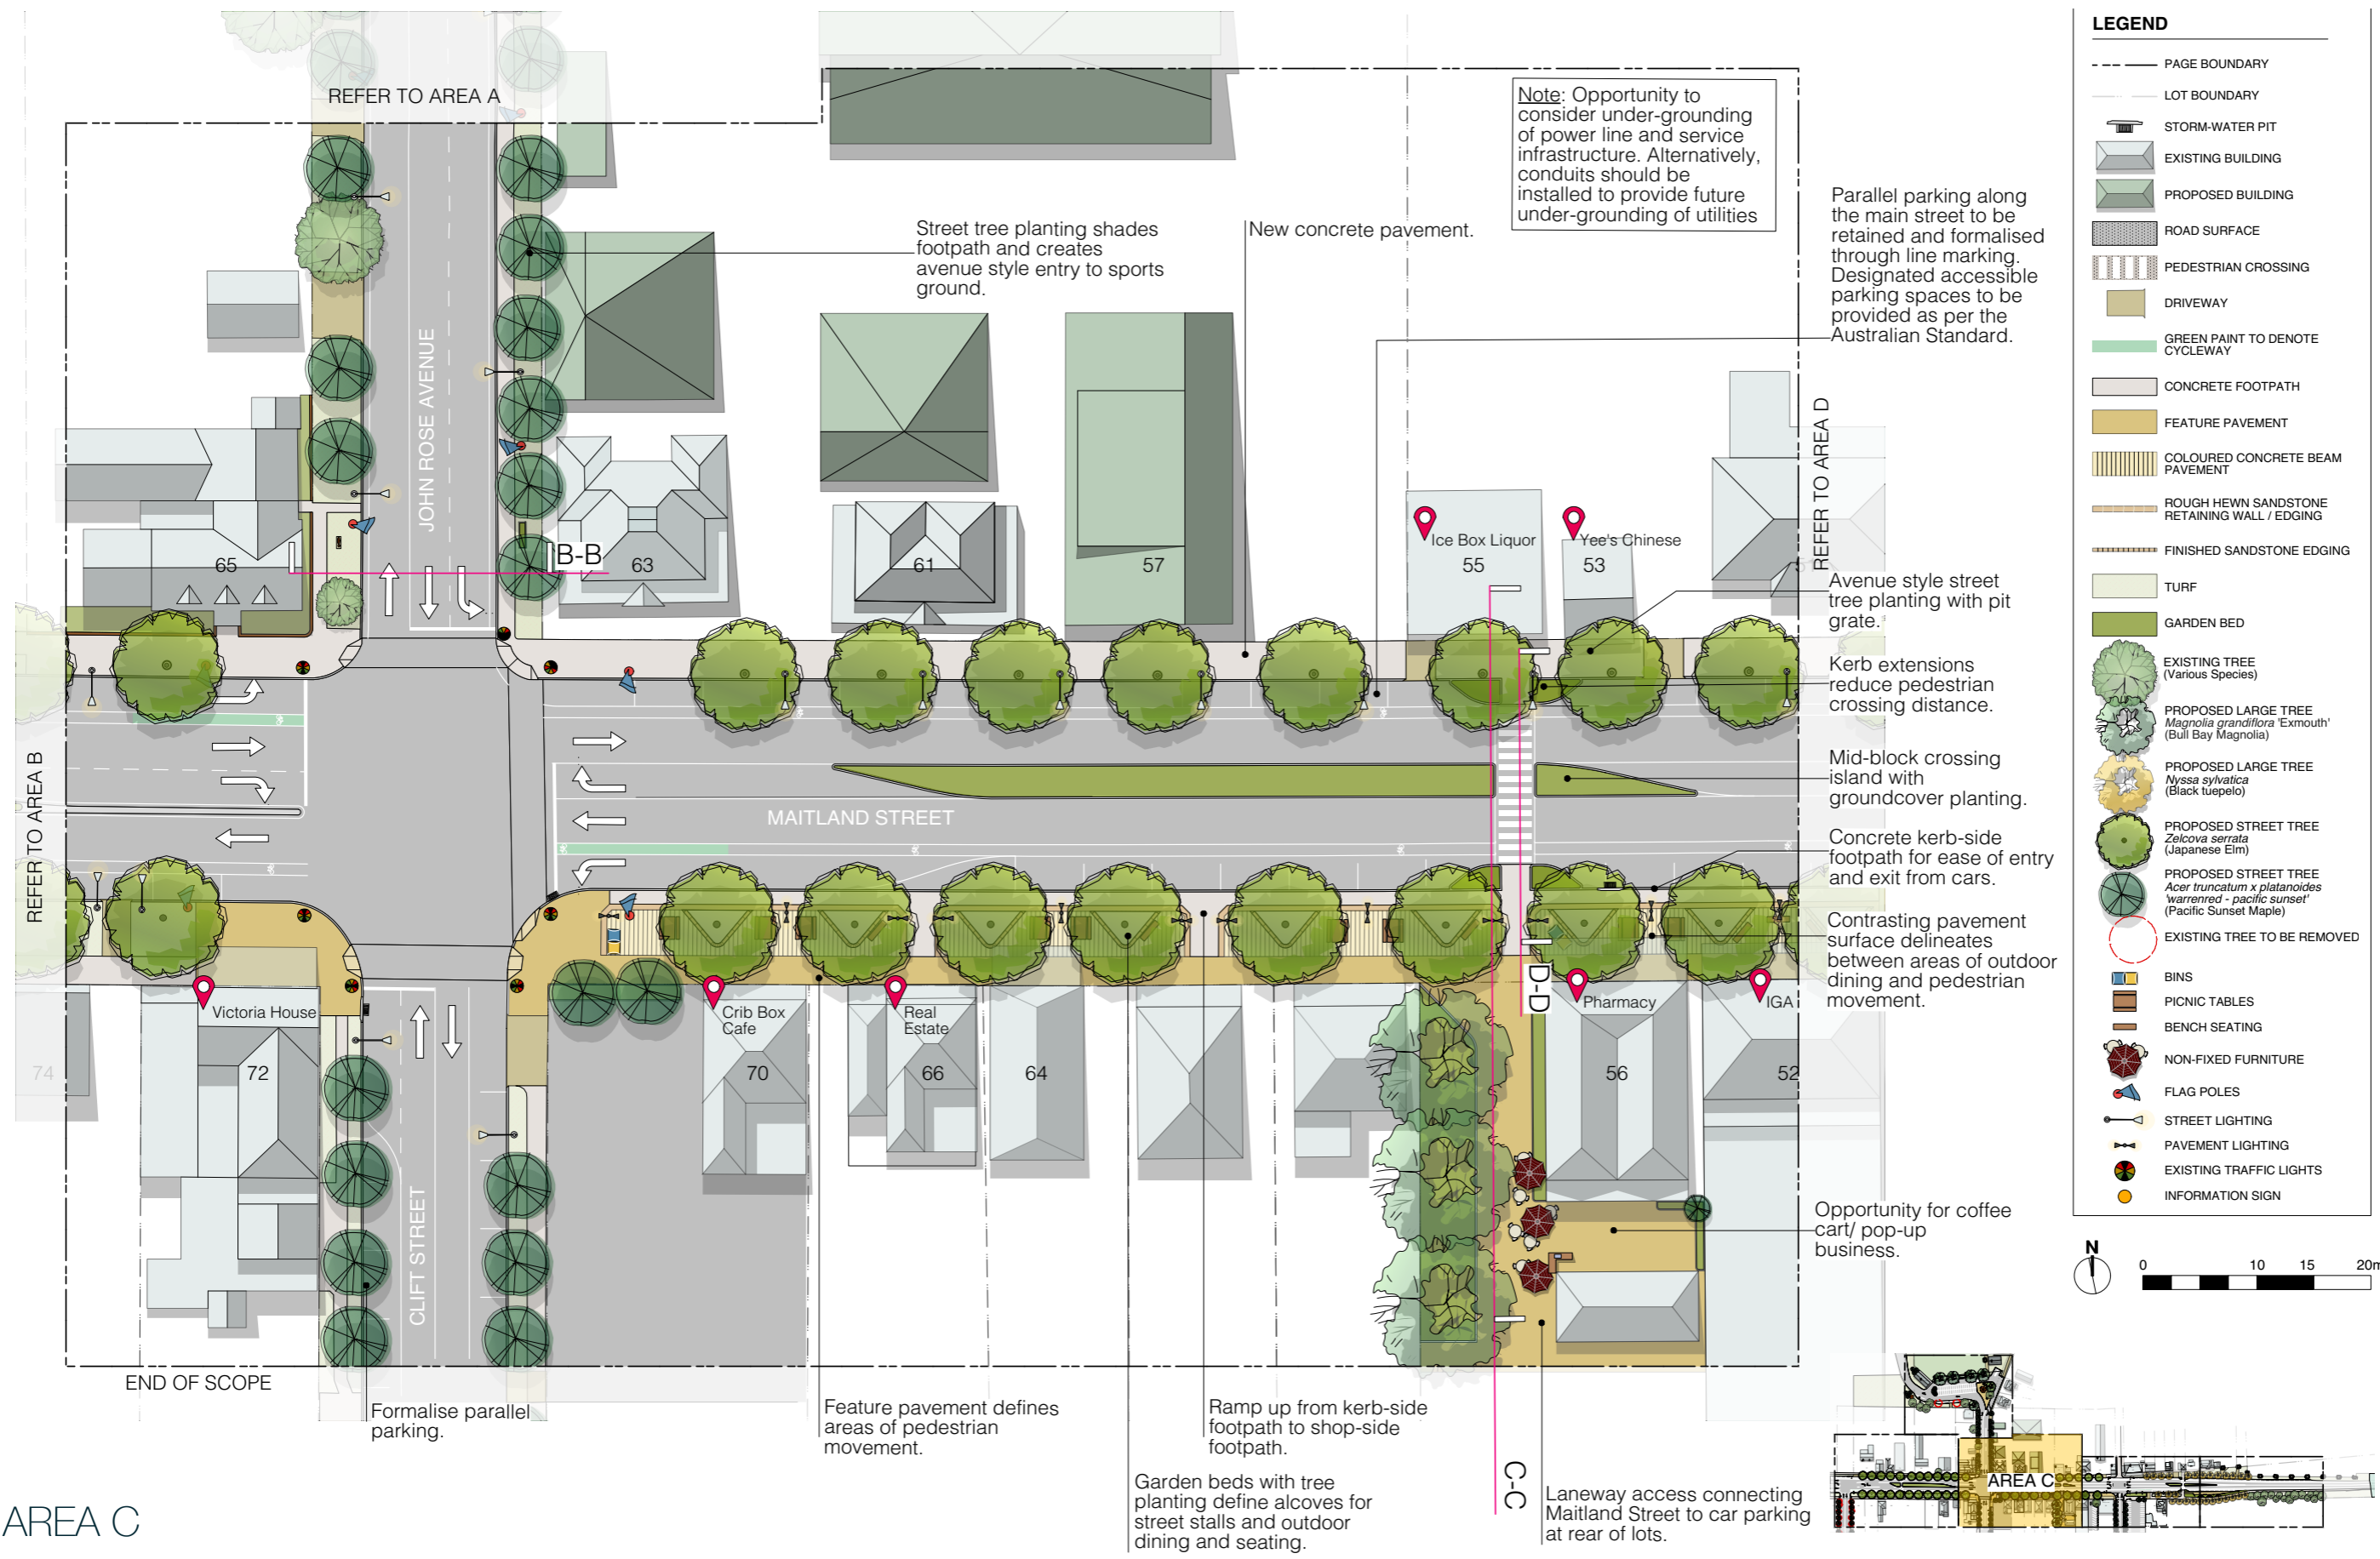 REFER TO AREA A
Note: Opportunity to
consider under-grounding
of power line and service
infrastructure. Alternatively,
conduits should be
installed to provide future
under-grounding of utilities
Street tree planting shades
footpath and creates
avenue style entry to sports
ground.
New concrete pavement.
Parallel parking along
the main street to be
retained and formalised
through line marking.
Designated accessible
parking spaces to be
provided as per the
Australian Standard.
JOHN ROSE AVENUE
REFER TO AREA D
65
B-B
63
61
57
Ice Box Liquor
55
Yee's Chinese
53
Avenue style street
tree planting with pit
grate.
Kerb extensions
reduce pedestrian
crossing distance.
Mid-block crossing
island with
groundcover planting.
MAITLAND STREET
REFER TO AREA B
Concrete kerb-side
footpath for ease of entry
and exit from cars.
Contrasting pavement
surface delineates
between areas of outdoor
dining and pedestrian
movement.
D-D
Victoria House
Crib Box
Cafe
Real
Estate
Pharmacy
IGA
74
72
70
66
64
56
52
CLIFT STREET
Opportunity for coffee
cart/ pop-up
business.
END OF SCOPE
Formalise parallel
parking.
Feature pavement defines
areas of pedestrian
movement.
Ramp up from kerb-side
footpath to shop-side
footpath.
Garden beds with tree
planting define alcoves for
street stalls and outdoor
dining and seating.
C-C
Laneway access connecting
Maitland Street to car parking
at rear of lots.
AREA C
LEGEND
PAGE BOUNDARY
LOT BOUNDARY
STORM-WATER PIT
EXISTING BUILDING
PROPOSED BUILDING
ROAD SURFACE
PEDESTRIAN CROSSING
DRIVEWAY
GREEN PAINT TO DENOTE
CYCLEWAY
CONCRETE FOOTPATH
FEATURE PAVEMENT
COLOURED CONCRETE BEAM
PAVEMENT
ROUGH HEWN SANDSTONE
RETAINING WALL / EDGING
FINISHED SANDSTONE EDGING
TURF
GARDEN BED
EXISTING TREE
(Various Species)
PROPOSED LARGE TREE
Magnolia grandiflora 'Exmouth'
(Bull Bay Magnolia)
PROPOSED LARGE TREE
Nyssa sylvatica
(Black tuepelo)
PROPOSED STREET TREE
Zelcova serrata
(Japanese Elm)
PROPOSED STREET TREE
Acer truncatum x platanoides
'warrenred - pacific sunset'
(Pacific Sunset Maple)
EXISTING TREE TO BE REMOVED
BINS
PICNIC TABLES
BENCH SEATING
NON-FIXED FURNITURE
FLAG POLES
STREET LIGHTING
PAVEMENT LIGHTING
EXISTING TRAFFIC LIGHTS
INFORMATION SIGN
N
0 10 15 20m
AREA C